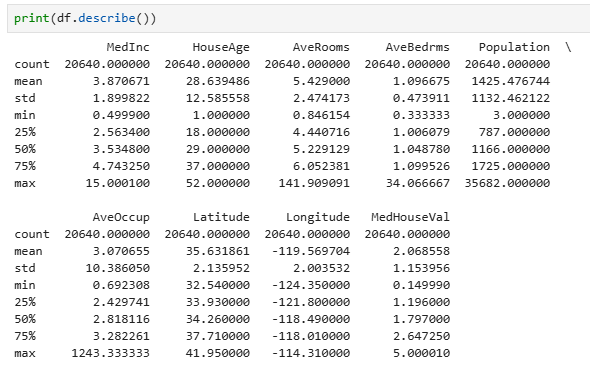 print(df.describe())
MedInc HouseAge AveRooms AveBedrms Population \
count 20640.000000 20640.000000 20640.000000 20640.000000 20640.000000
mean 3.870671 28.639486 5.429000 1.096675 1425.476744
std 1.899822 12.585558 2.474173 0.473911 1132.462122
min 0.499900 1.000000 0.846154 0.333333 3.000000
25% 2.563400 18.000000 4.440716 1.006079 787.000000
50% 3.534800 29.000000 5.229129 1.048780 1166.000000
75% 4.743250 37.000000 6.052381 1.099526 1725.000000
max 15.000100 52.000000 141.909091 34.066667 35682.000000
AveOccup Latitude Longitude MedHouseVal
count 20640.000000 20640.000000 20640.000000 20640.000000
mean 3.070655 35.631861 -119.569704 2.068558
std 10.386050 2.135952 2.003532 1.153956
min 0.692308 32.540000 -124.350000 0.149990
25% 2.429741 33.930000 -121.800000 1.196000
50% 2.818116 34.260000 -118.490000 1.797000
75% 3.282261 37.710000 -118.010000 2.647250
max 1243.333333 41.950000 -114.310000 5.000010